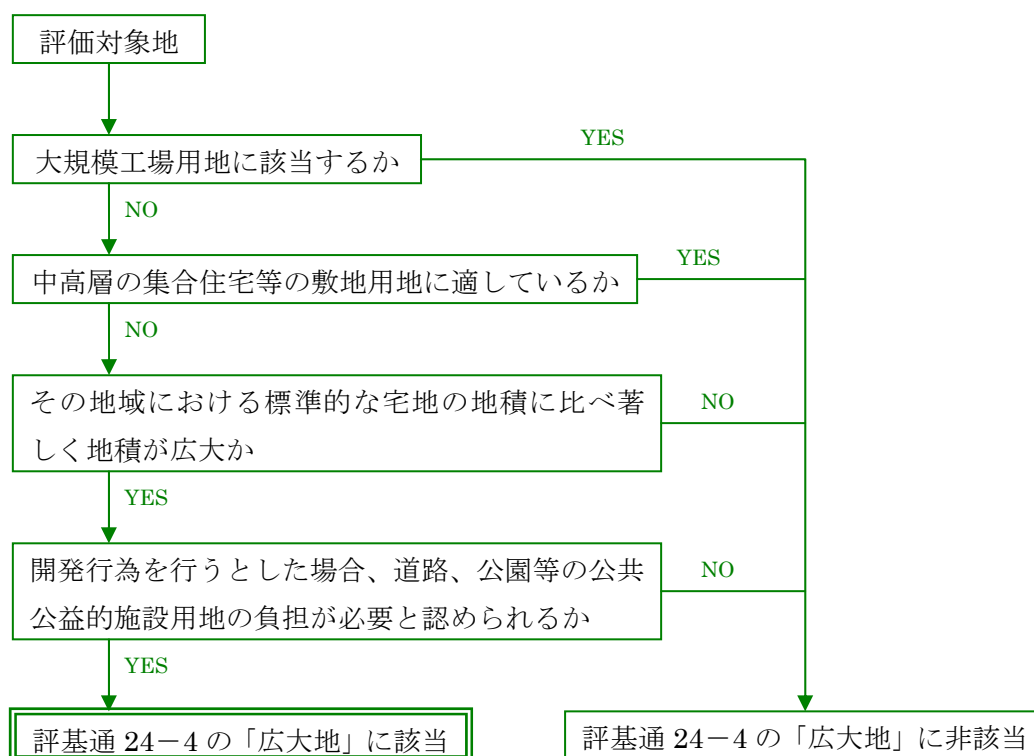 評価対象地
大規模工場用地に該当するか
YES
NO
中高層の集合住宅等の敷地用地に適しているか
YES
NO
その地域における標準的な宅地の地積に比べ著
しく地積が広大か
NO
YES
開発行為を行うとした場合、道路、公園等の公共
公益的施設用地の負担が必要と認められるか
NO
YES
評基通 24-4 の「広大地」に該当
評基通 24-4 の「広大地」に非該当